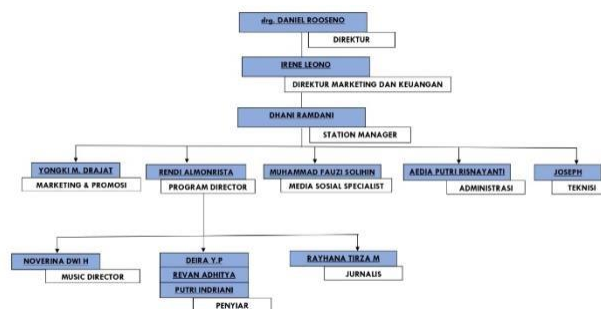 drg. DANIEL ROOSENO
DIREKTUR
IRENE LEONO
DIREKTUR MARKETING DAN KEUANGAN
DHANI RAMDANI
STATION MANAGER
YONGKI M. DRAJAT
MARKETING & PROMOSI
RENDI ALMONRISTA
PROGRAM DIRECTOR
MUHAMMAD FAUZI SOLIHIN
MEDIA SOSIAL SPECIALIST
AEDIA PUTRI RISNAYANTI
ADMINISTRASI
JOSEPH
TEKNISI
NOVERINA DWI H
MUSIC DIRECTOR
DEIRA Y.P
REVAN ADHITYA
PUTRI INDRIANI
PENYIAR
RAYHANA TIRZA M
JURNALIS